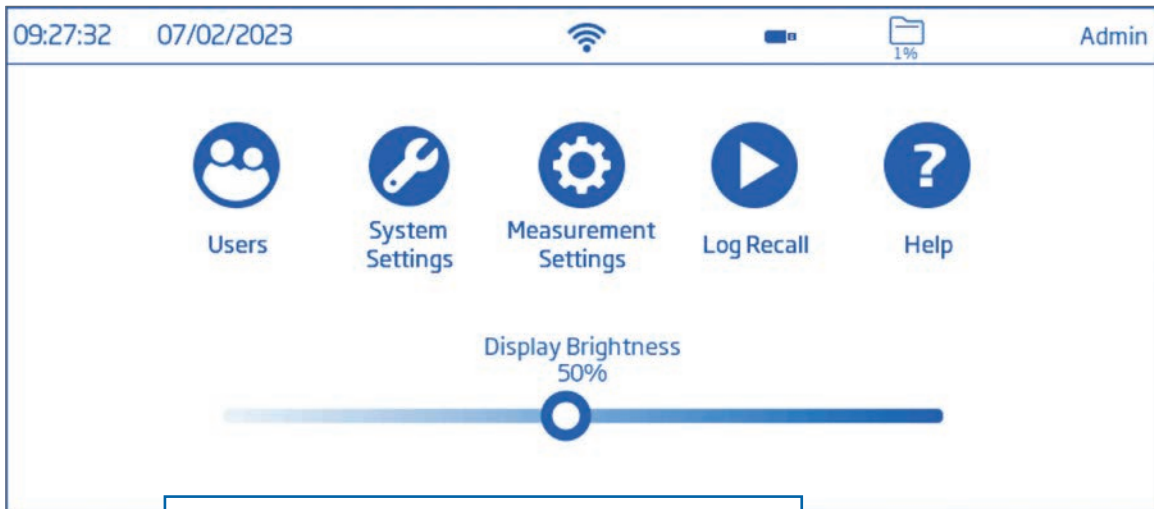 09:27:32 07/02/2023 Admin
1%
Users
System
Settings
Measurement
Settings
Log Recall
Help
Display Brightness
50%